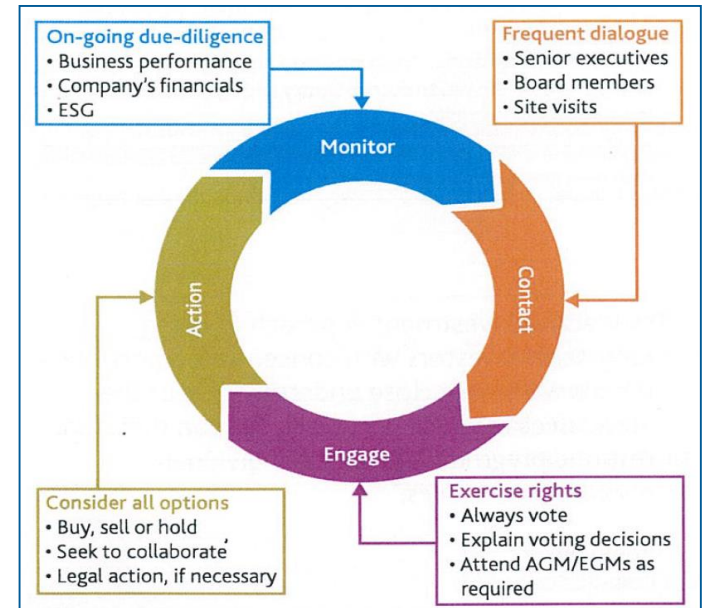 On-going due-diligence
• Business performance
• Company's financials
• ESG
Frequent dialogue
• Senior executives
• Board members
• Site visits
Monitor
Contact
Engage
Action
Consider all options
• Buy, sell or hold
• Seek to collaborate
• Legal action, if necessary
Exercise rights
• Always vote
• Explain voting decisions
• Attend AGM/EGMs as
required